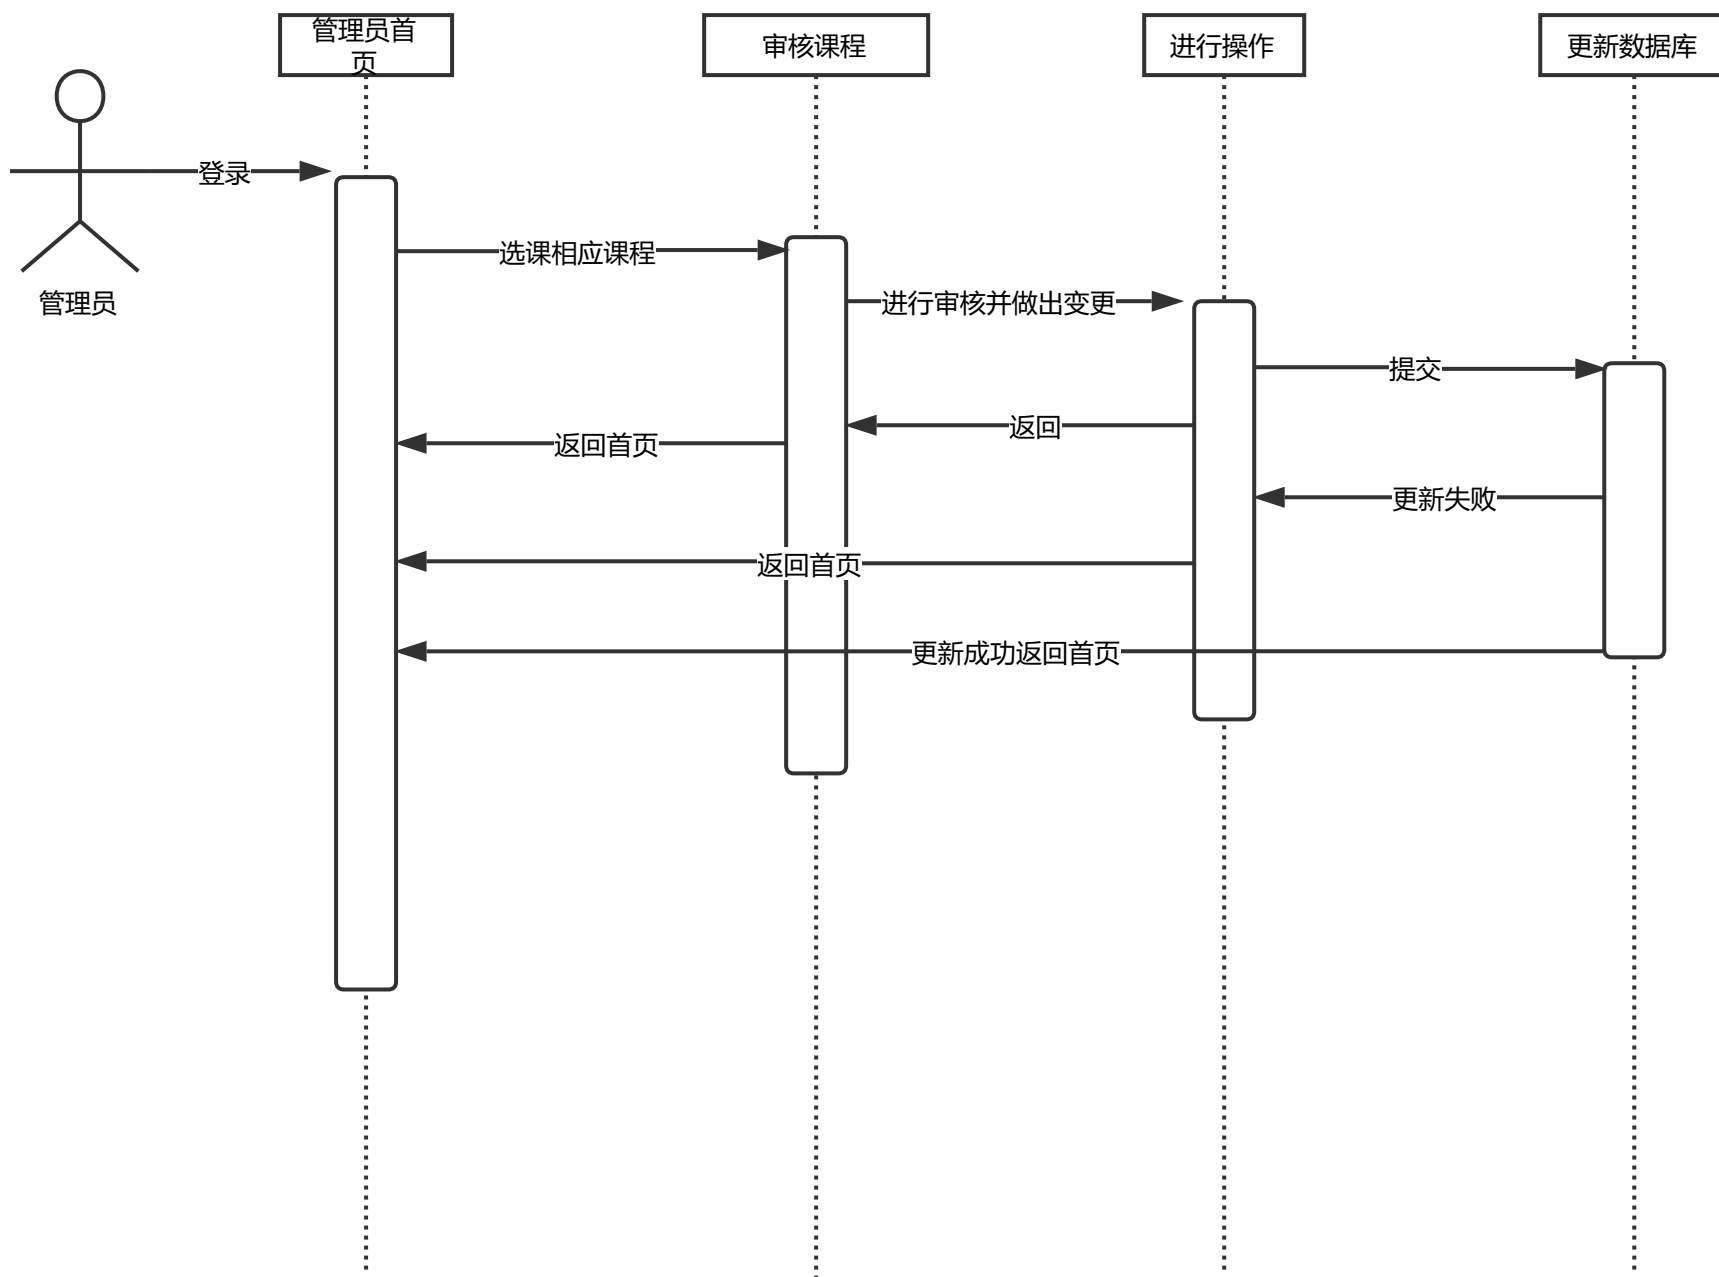 管理员首
页
审核课程
进行操作
更新数据库
登录
选课相应课程
管理员
进行审核并做出变更
提交
返回
返回首页
更新失败
返回首页
更新成功返回首页